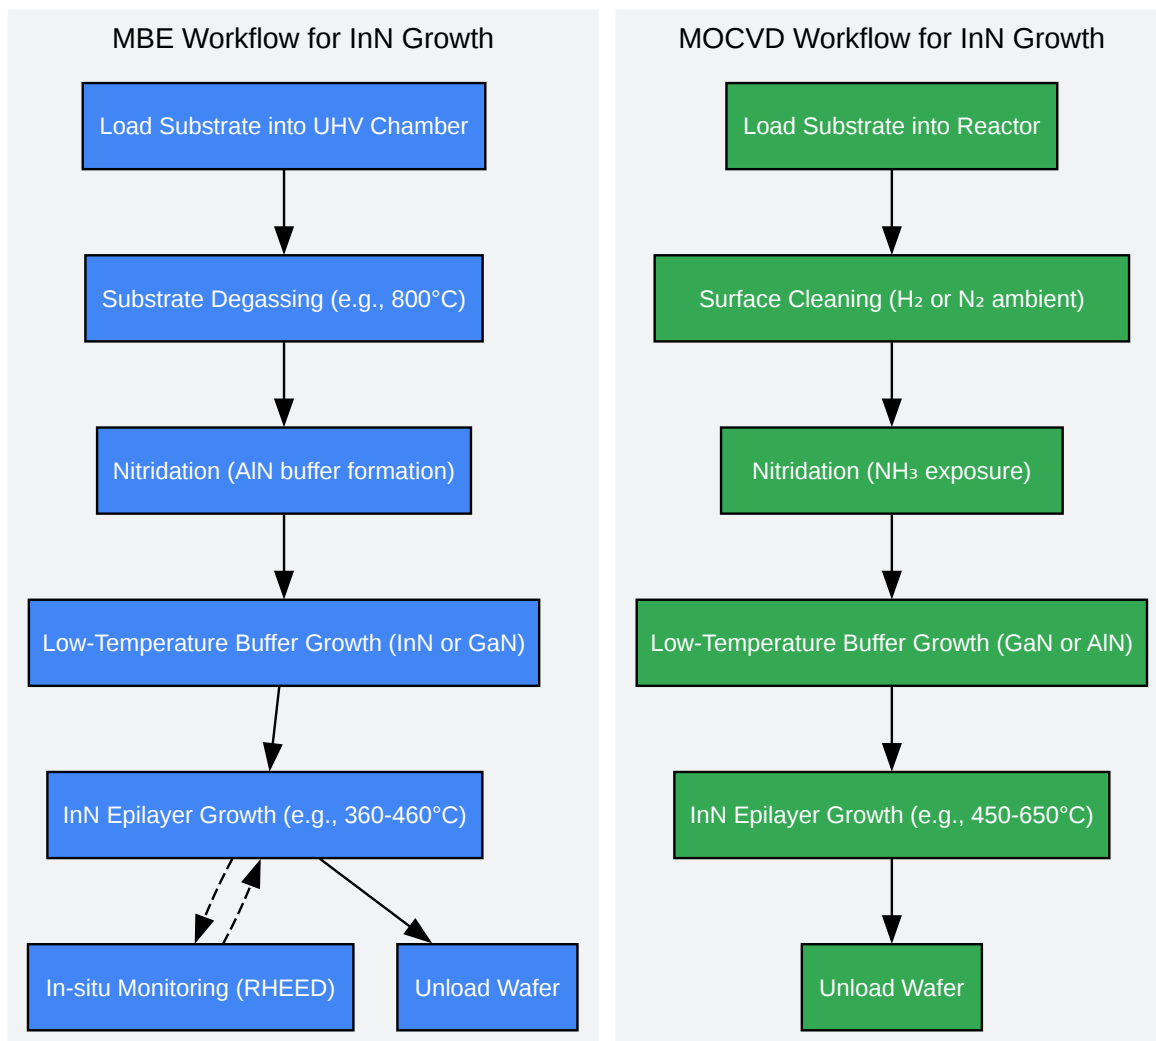 MBE Workflow for InN Growth
Load Substrate into UHV Chamber
Substrate Degassing (e.g., 800°C)
Nitridation (AlN buffer formation)
Low-Temperature Buffer Growth (InN or GaN)
InN Epilayer Growth (e.g., 360-460°C)
In-situ Monitoring (RHEED)
Unload Wafer
MOCVD Workflow for InN Growth
Load Substrate into Reactor
Surface Cleaning (H₂ or N₂ ambient)
Nitridation (NH₃ exposure)
Low-Temperature Buffer Growth (GaN or AlN)
InN Epilayer Growth (e.g., 450-650°C)
Unload Wafer